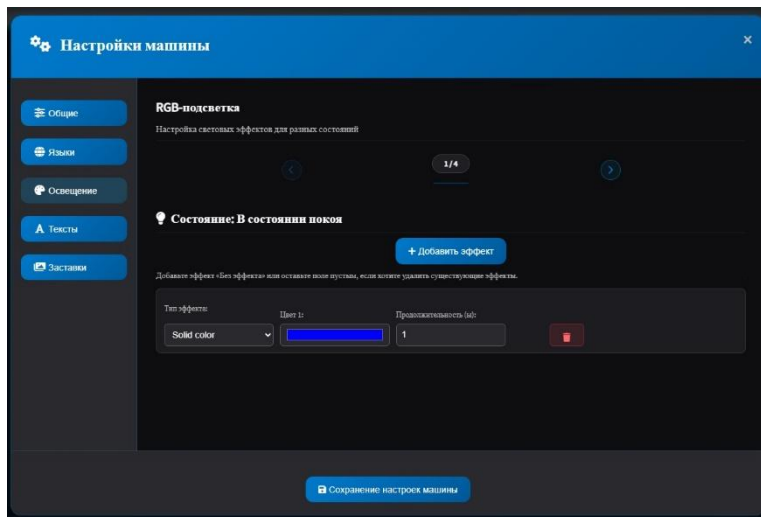 Настройки машины
×
Общие
Языки
Освещение
Тексты
Заставки
RGB-подсветка
Настройка световых эффектов для разных состояний
1/4
Состояние: В состоянии покоя
+ Добавить эффект
Добавьте эффект «Без эффекта» или оставьте поле пустым, если хотите удалить существующие эффекты.
Тип эффекта:
Цвет 1:
Продолжительность (ы):
Solid color
1
Сохранение настроек машины